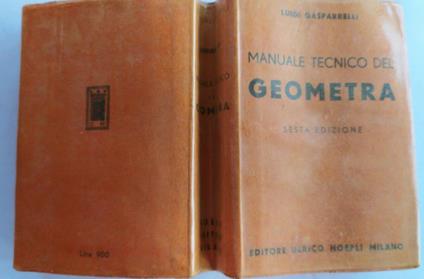 LUIGI GASPARRELLI
MANUALE TECNICO DEL
GEOMETRA
SESTA EDIZIONE
EDITORE ULRICO HOEPLI MILANO
Lire 900